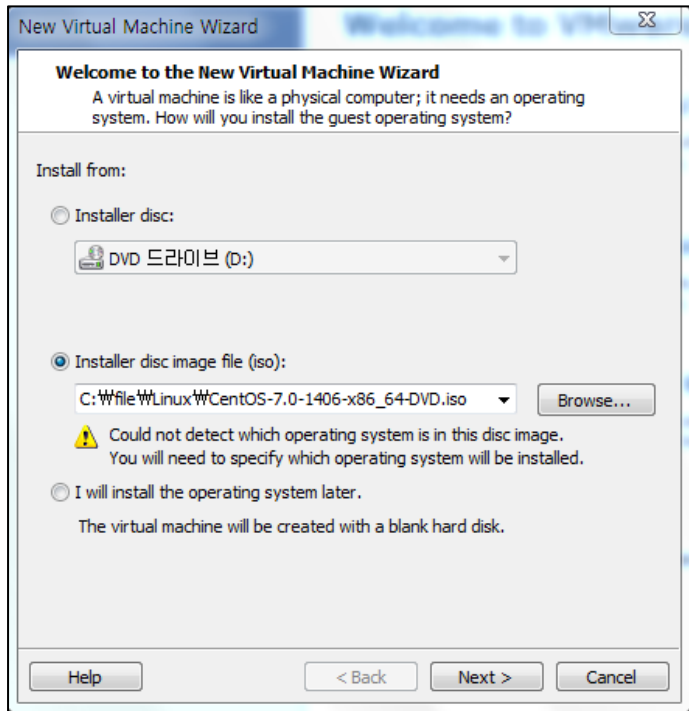 New Virtual Machine Wizard
Welcome to VMware
Welcome to the New Virtual Machine Wizard
A virtual machine is like a physical computer; it needs an operating
system. How will you install the guest operating system?
Install from:
Installer disc:
DVD 드라이브 (D:)
Installer disc image file (iso):
C:₩file₩Linux₩CentOS-7.0-1406-x86_64-DVD.iso
Browse...
Could not detect which operating system is in this disc image.
You will need to specify which operating system will be installed.
I will install the operating system later.
The virtual machine will be created with a blank hard disk.
Help
< Back
Next >
Cancel